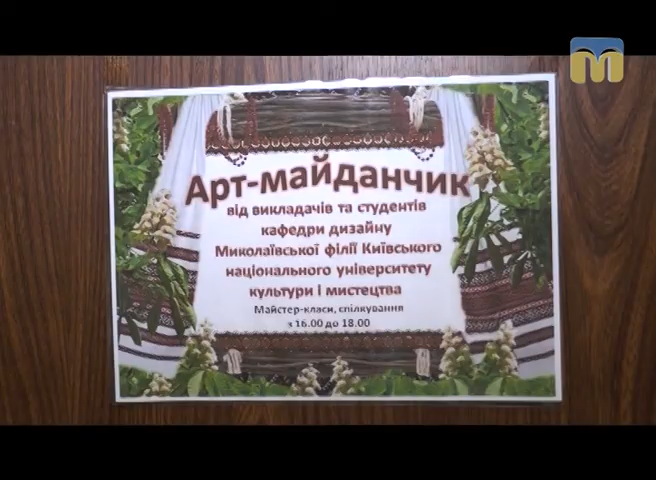 Арт-майданчик
від викладачів та студентів
кафедри дизайну
Миколаївської філії Київського
національного університету
культури і мистецтва
Майстер-класи, спілкування
з 16.00 до 18.00